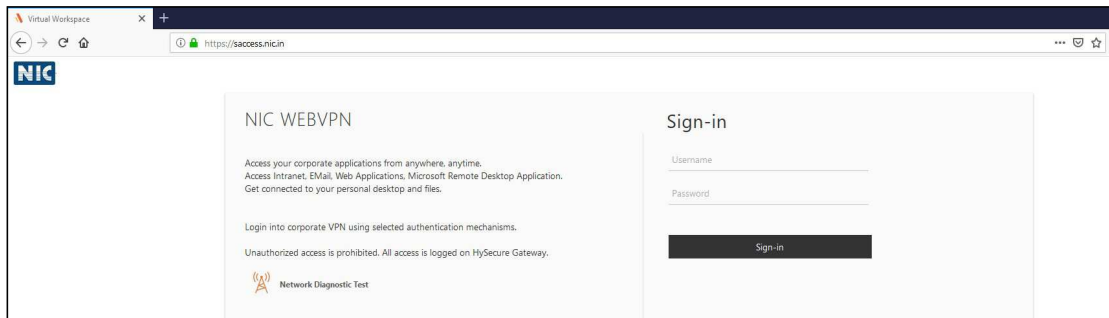 Virtual Workspace
https://saccess.nic.in
NIC
NIC WEBVPN
Access your corporate applications from anywhere, anytime.
Access Intranet, EMail, Web Applications, Microsoft Remote Desktop Application.
Get connected to your personal desktop and files.
Login into corporate VPN using selected authentication mechanisms.
Unauthorized access is prohibited. All access is logged on HySecure Gateway.
Network Diagnostic Test
Sign-in
Username
Password
Sign-in